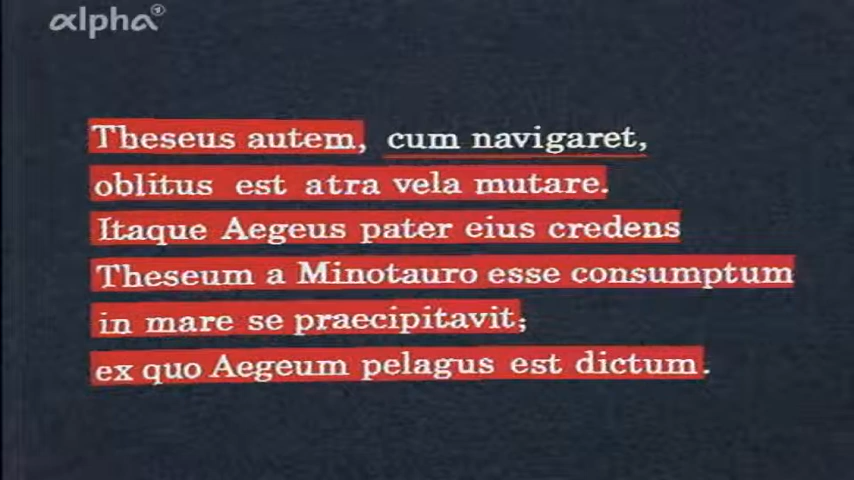 alpha
Theseus autem, cum navigaret,
oblitus est atra vela mutare.
Itaque Aegeus pater eius credens
Theseum a Minotauro esse consumptum
in mare se praecipitavit;
ex quo Aegeum pelagus est dictum.